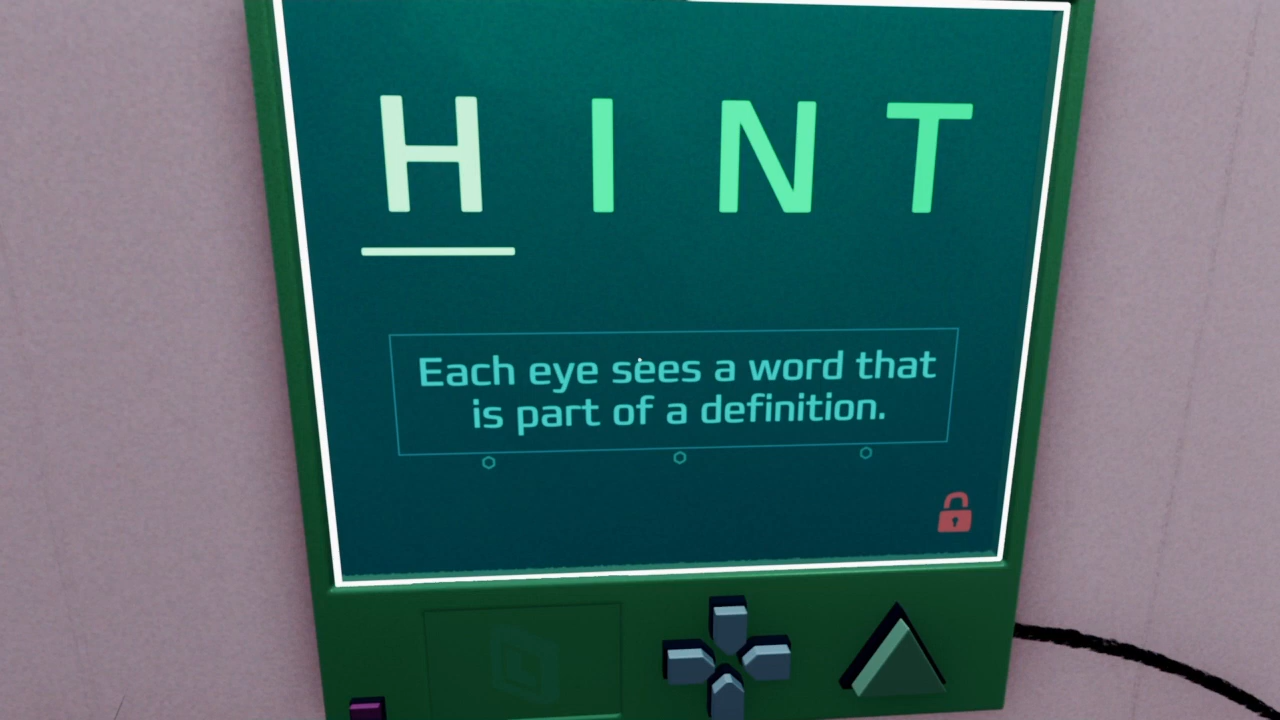 HINT
Each eye sees a word that
is part of a definition.